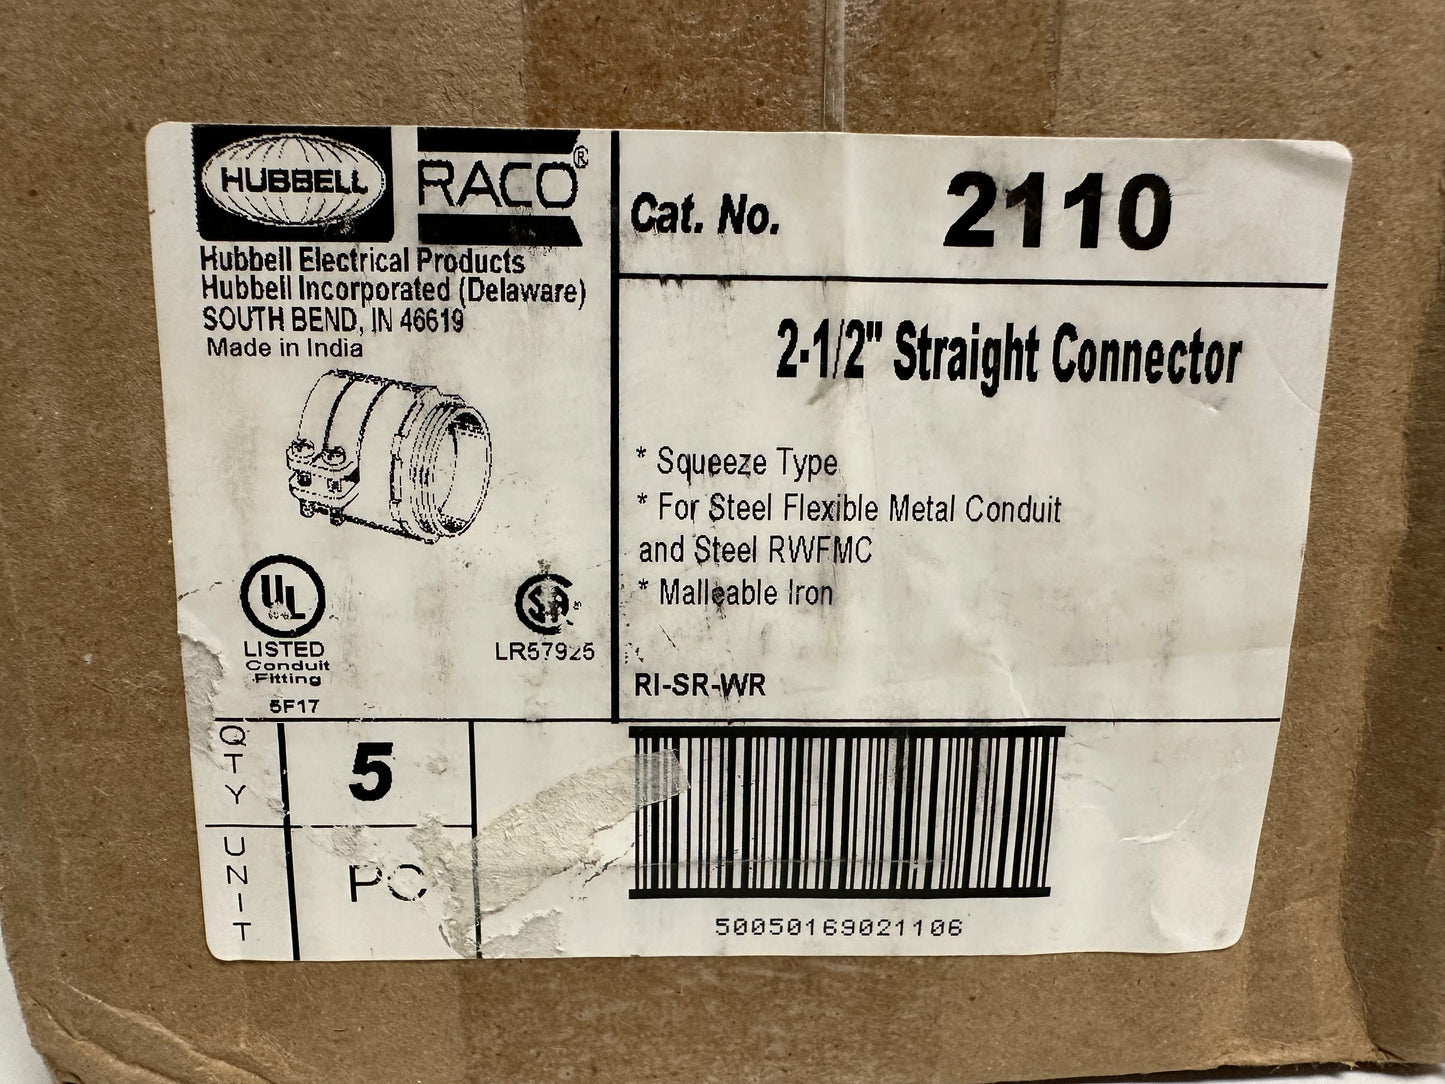 HUBBELL
RACO®
Hubbell Electrical Products
Hubbell Incorporated (Delaware)
SOUTH BEND, IN 46619
Made in India
Cat. No. 2110
2-1/2" Straight Connector
* Squeeze Type
* For Steel Flexible Metal Conduit
and Steel RWFMC
* Malleable Iron
RI-SR-WR
UL
LISTED
Conduit
Fitting
5F17
SA
LR57925
QTY 5
UNIT PC
50050169021106